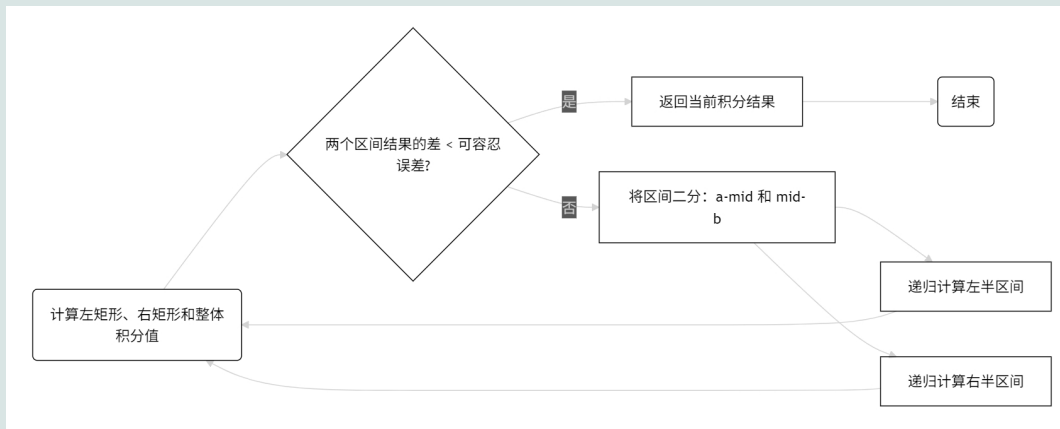 两个区间结果的差 < 可容忍
误差?
是
返回当前积分结果
结束
否
将区间二分：a-mid 和 mid-
b
递归计算左半区间
计算左矩形、右矩形和整体
积分值
递归计算右半区间